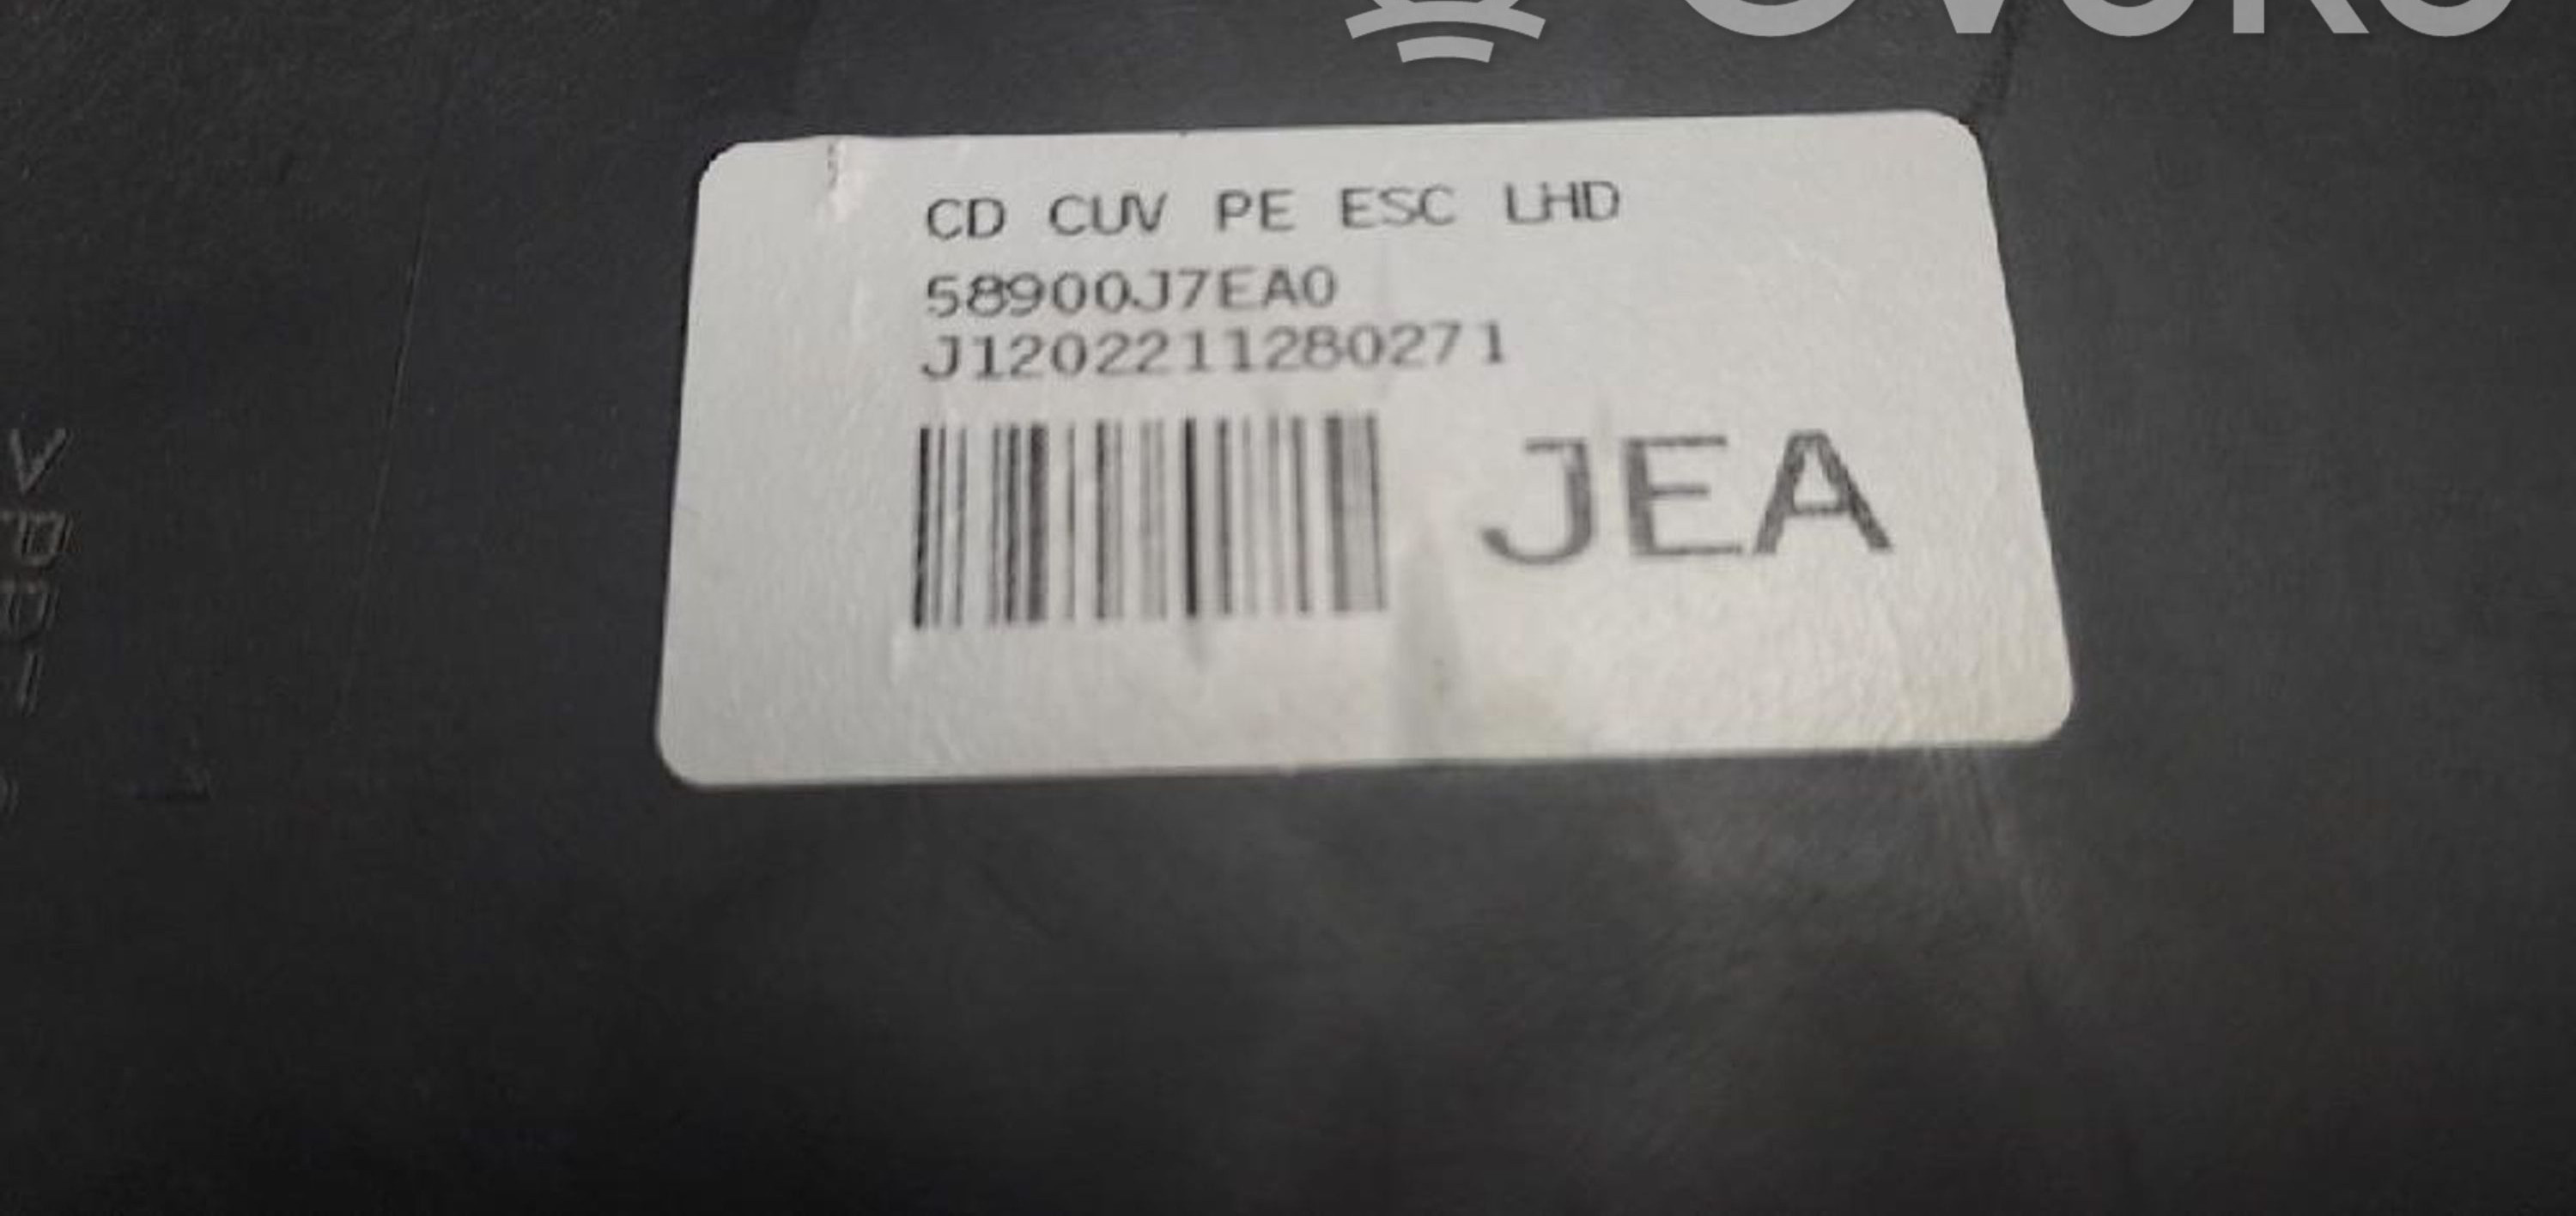 CD CUV PE ESC LHD
58900J7EA0
J1202211280271
JEA